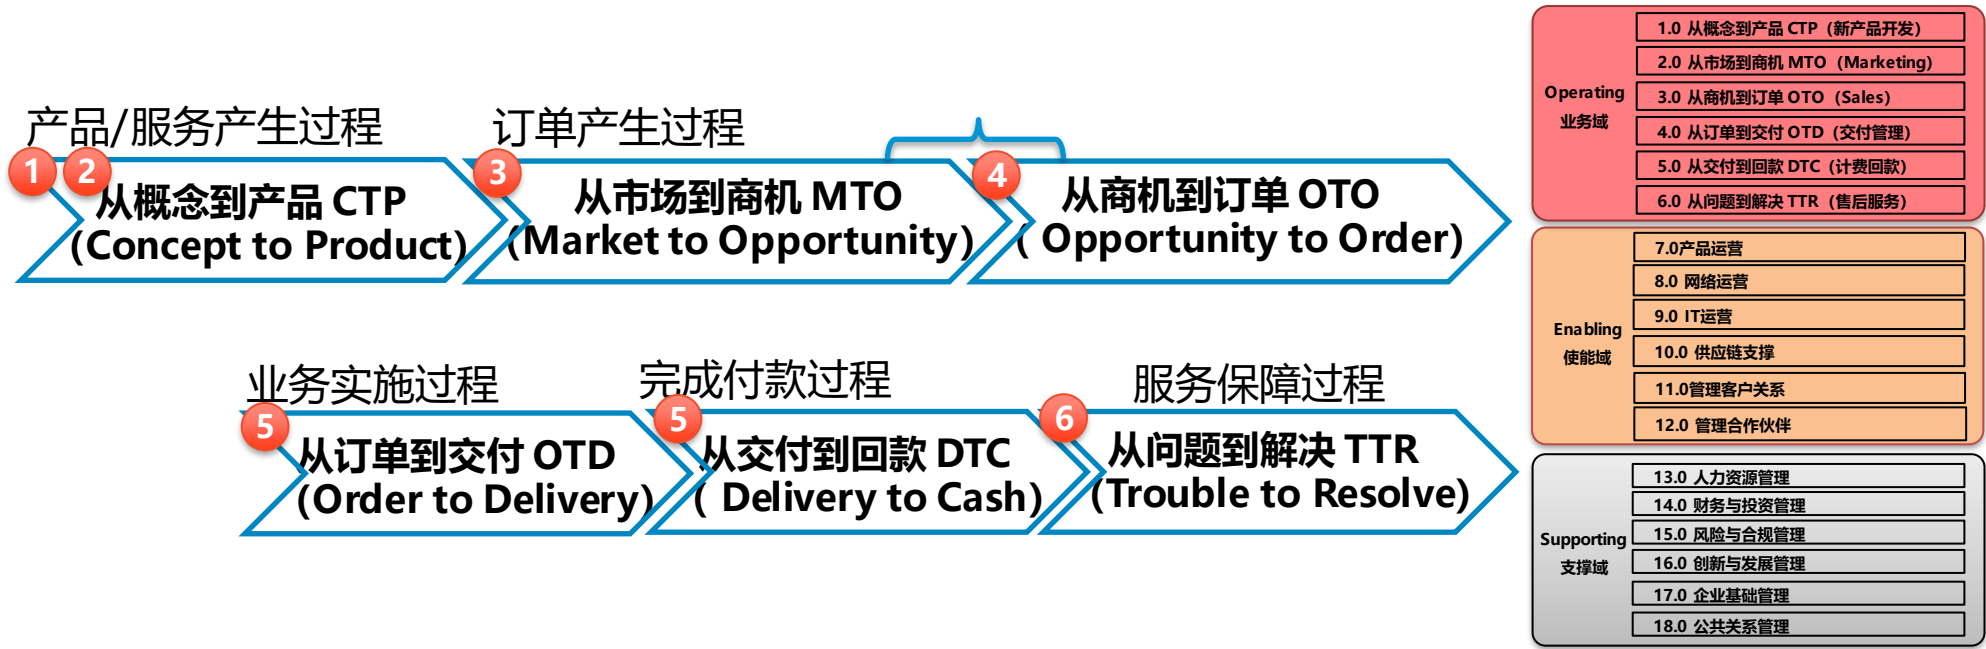 产品/服务产生过程
订单产生过程
1
2
3
4
从概念到产品 CTP
(Concept to Product)
从市场到商机 MTO
(Market to Opportunity)
从商机到订单 OTO
( Opportunity to Order)
业务实施过程
完成付款过程
服务保障过程
5
5
6
从订单到交付 OTD
(Order to Delivery)
从交付到回款 DTC
( Delivery to Cash)
从问题到解决 TTR
(Trouble to Resolve)
Operating
业务域
1.0 从概念到产品 CTP（新产品开发）
2.0 从市场到商机 MTO（Marketing）
3.0 从商机到订单 OTO（Sales）
4.0 从订单到交付 OTD（交付管理）
5.0 从交付到回款 DTC（计费回款）
6.0 从问题到解决 TTR（售后服务）
Enabling
使能域
7.0产品运营
8.0 网络运营
9.0 IT运营
10.0 供应链支撑
11.0管理客户关系
12.0 管理合作伙伴
Supporting
支撑域
13.0 人力资源管理
14.0 财务与投资管理
15.0 风险与合规管理
16.0 创新与发展管理
17.0 企业基础管理
18.0 公共关系管理